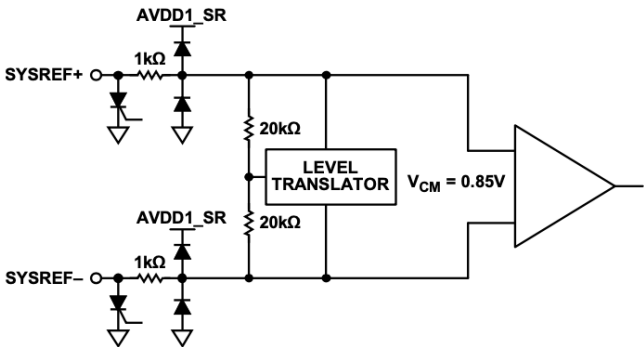 AVDD1_SR
1kΩ
SYSREF+
20kΩ
LEVEL
TRANSLATOR
VCM = 0.85V
20kΩ
AVDD1_SR
1kΩ
SYSREF–